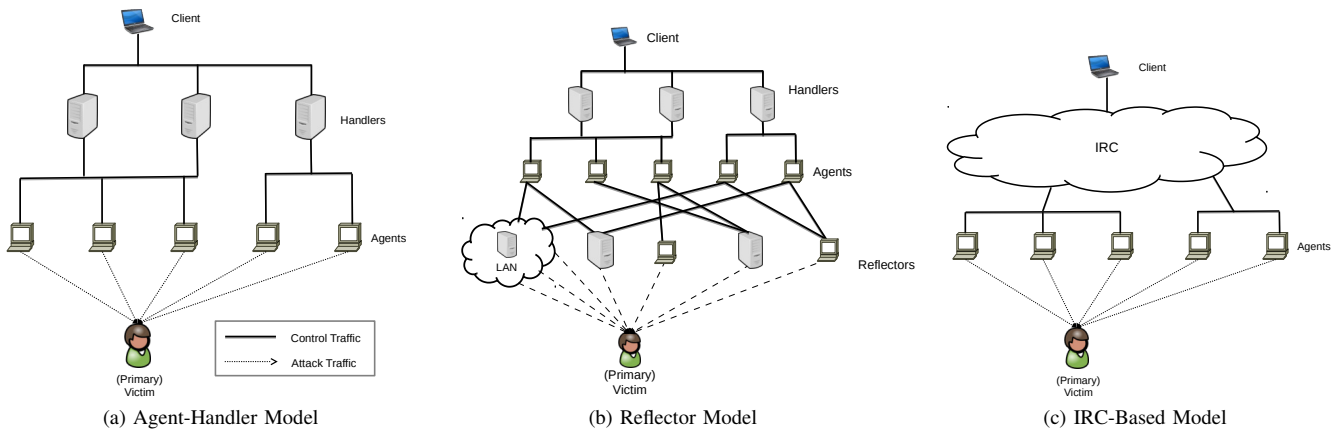 Client
Handlers
Agents
Control Traffic
Attack Traffic
(Primary)
Victim
(a) Agent-Handler Model
Client
Handlers
Agents
LAN
Reflectors
(Primary)
Victim
(b) Reflector Model
Client
IRC
Agents
(Primary)
Victim
(c) IRC-Based Model